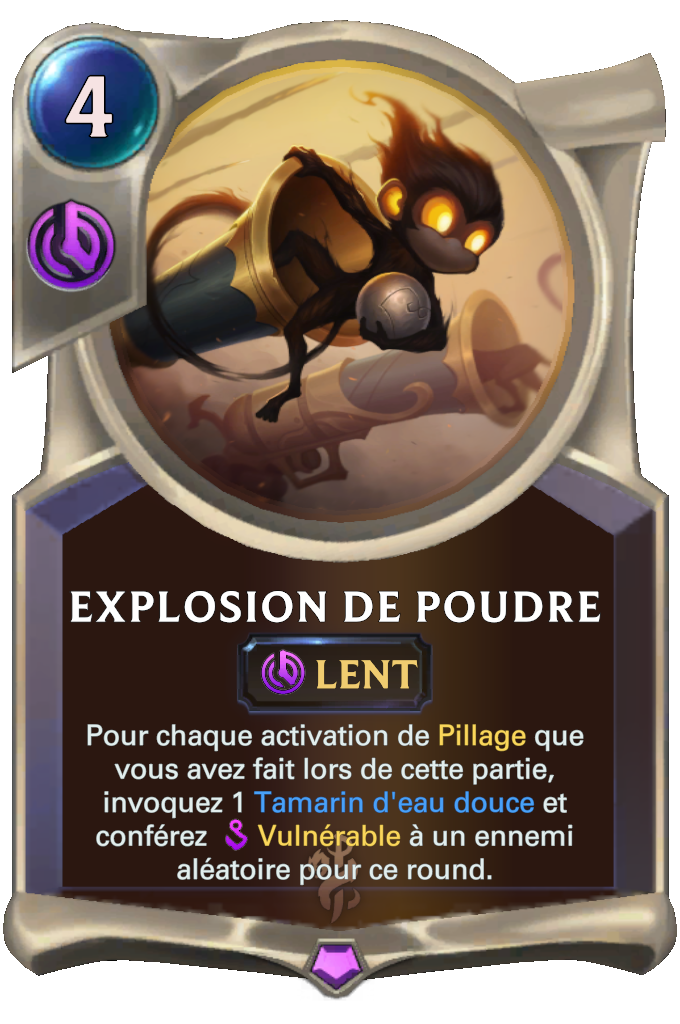 4
EXPLOSION DE POUDRE
LENT
Pour chaque activation de Pillage que
vous avez fait lors de cette partie,
invoquez 1 Tamarin d'eau douce et
conférez Vulnérable à un ennemi
aléatoire pour ce round.